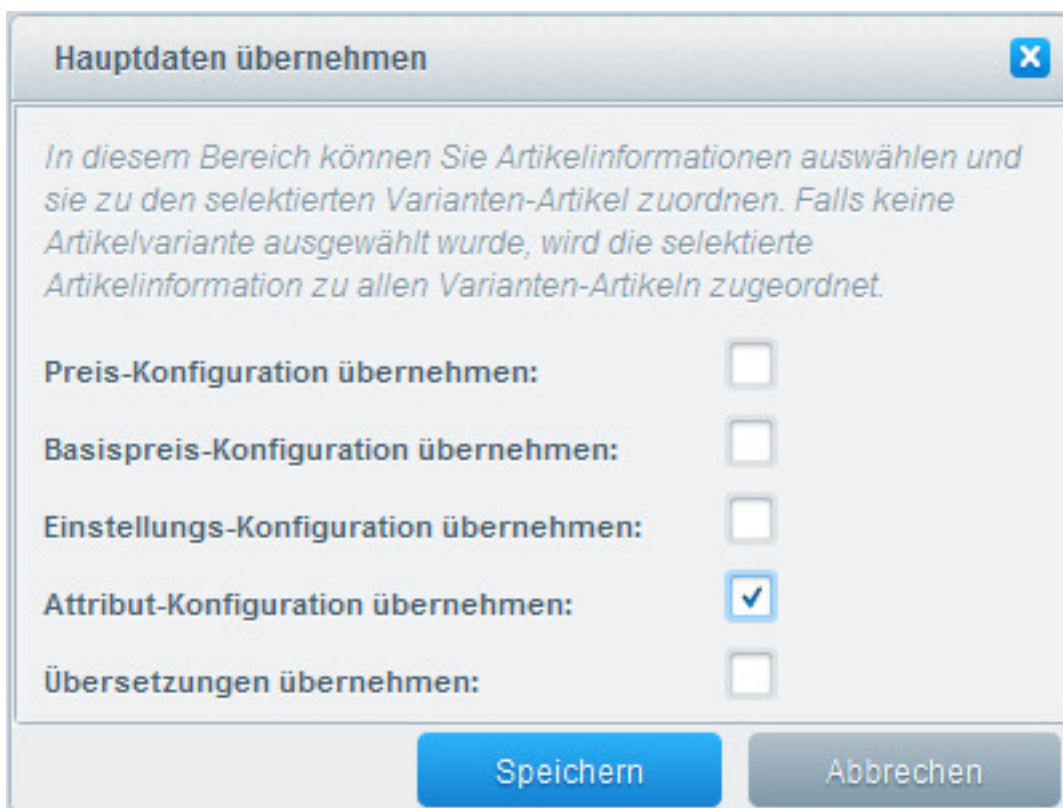 Hauptdaten übernehmen
In diesem Bereich können Sie Artikelinformationen auswählen und
sie zu den selektierten Varianten-Artikel zuordnen. Falls keine
Artikelvariante ausgewählt wurde, wird die selektierte
Artikelinformation zu allen Varianten-Artikeln zugeordnet.
Preis-Konfiguration übernehmen:
Basispreis-Konfiguration übernehmen:
Einstellungs-Konfiguration übernehmen:
Attribut-Konfiguration übernehmen:
Übersetzungen übernehmen:
Speichern Abbrechen